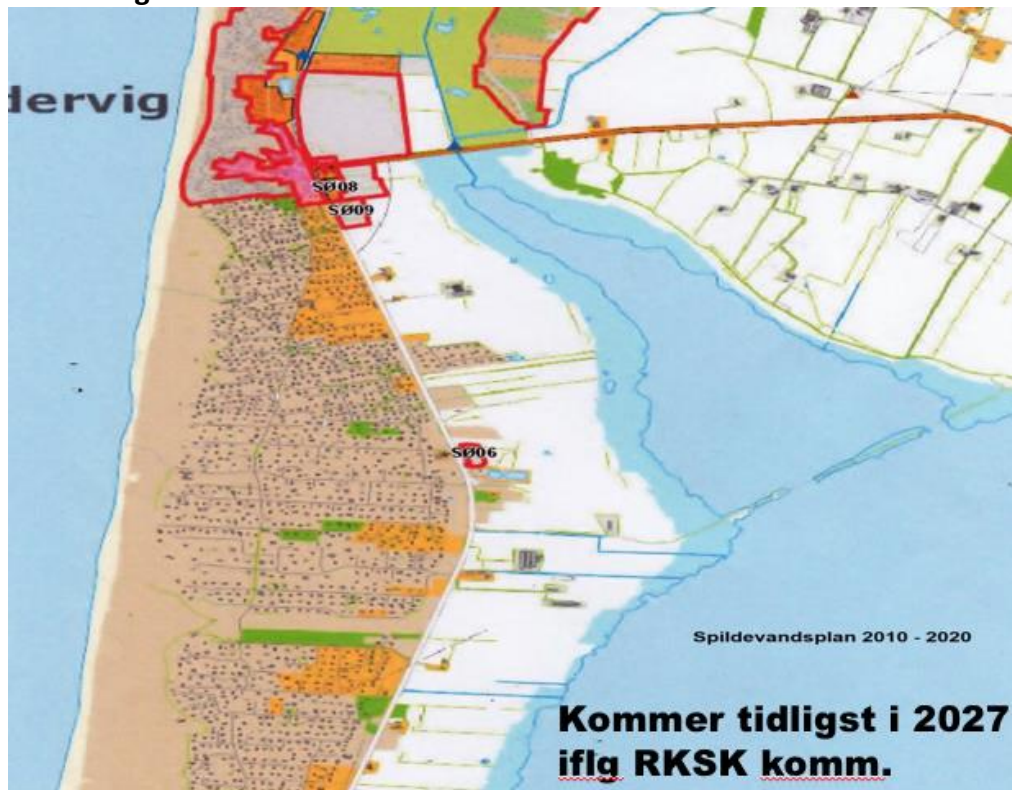 dervig
SØ08
SØ09
SØ06
Spildevandsplan 2010 - 2020
Kommer tidligst i 2027
iflg RKSK komm.